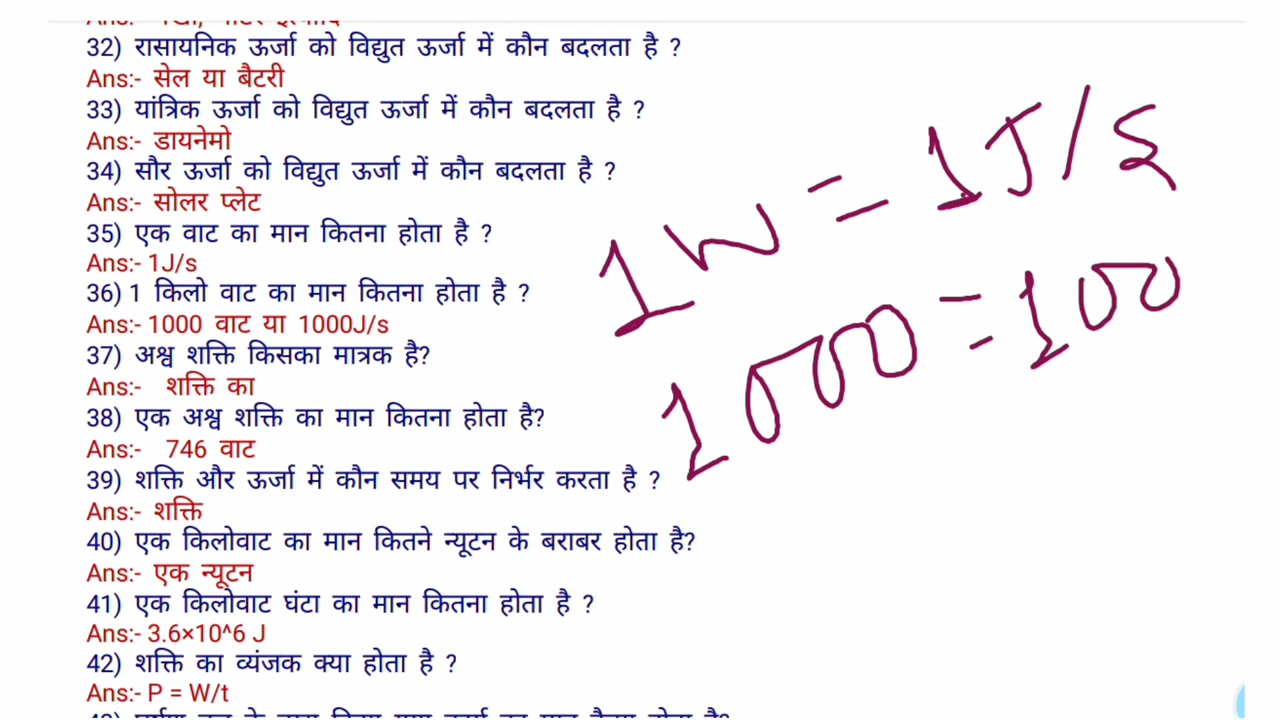 32) रासायनिक ऊर्जा को विद्युत ऊर्जा में कौन बदलता है ?
Ans:- सेल या बैटरी
33) यांत्रिक ऊर्जा को विद्युत ऊर्जा में कौन बदलता है ?
Ans:- डायनेमो
34) सौर ऊर्जा को विद्युत ऊर्जा में कौन बदलता है ?
Ans:- सोलर प्लेट
35) एक वाट का मान कितना होता है ?
Ans:- 1J/s
36) 1 किलो वाट का मान कितना होता है ?
Ans:- 1000 वाट या 1000J/s
37) अश्व शक्ति किसका मात्रक है?
Ans:- शक्ति का
38) एक अश्व शक्ति का मान कितना होता है?
Ans:- 746 वाट
39) शक्ति और ऊर्जा में कौन समय पर निर्भर करता है ?
Ans:- शक्ति
40) एक किलोवाट का मान कितने न्यूटन के बराबर होता है?
Ans:- एक न्यूटन
41) एक किलोवाट घंटा का मान कितना होता है ?
Ans:- 3.6×10^6 J
42) शक्ति का व्यंजक क्या होता है ?
Ans:- P = W/t
1W = 1J/s
1000 = 100